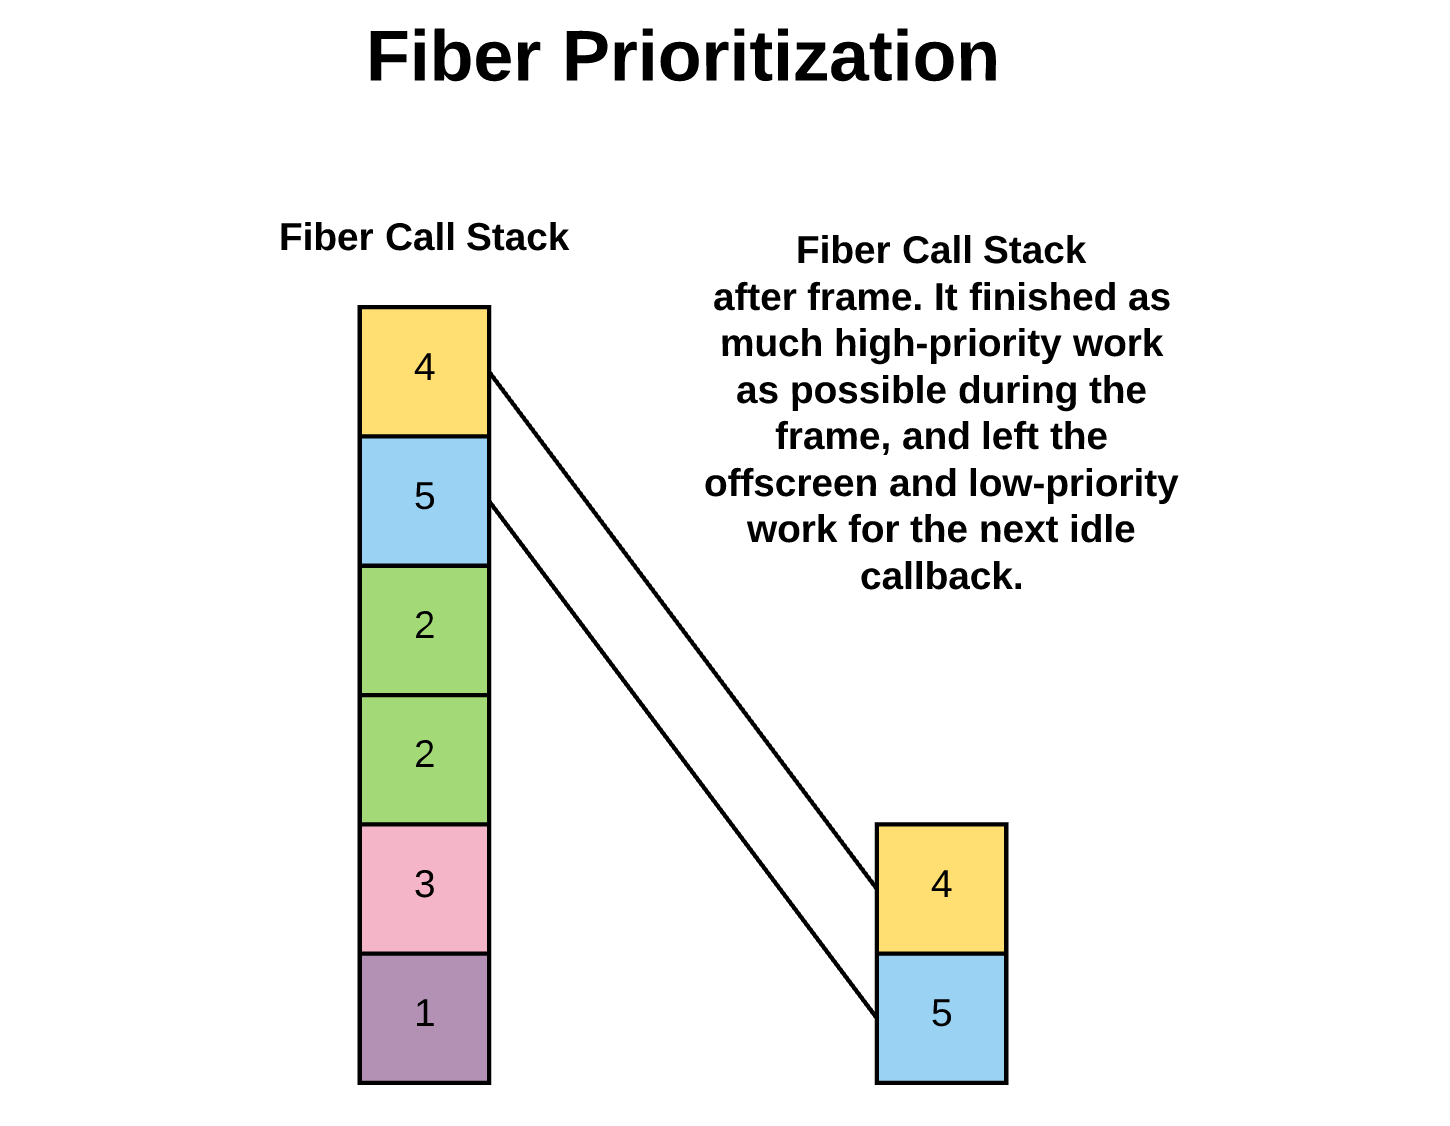 Fiber Prioritization
Fiber Call Stack
4
5
2
2
3
1
Fiber Call Stack
after frame. It finished as
much high-priority work
as possible during the
frame, and left the
offscreen and low-priority
work for the next idle
callback.
4
5